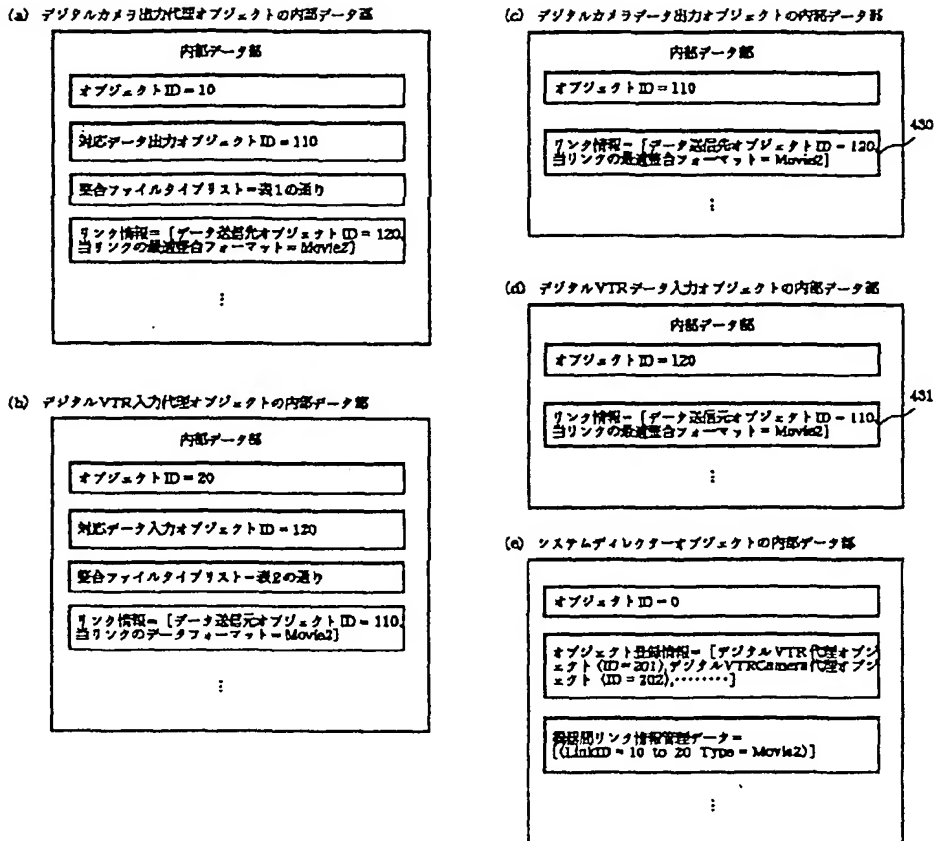 (a) デジタルカメラ出力代理オブジェクトの内部データ部
内部データ部
オブジェクトID=10
対応データ出力オブジェクトID=110
整合ファイルタイプリスト=表1の通り
リンク情報=[データ送信先オブジェクトID=120,
当リンクの最適整合フォーマット=Movie2]
⋮
(b) デジタルVTR入力代理オブジェクトの内部データ部
内部データ部
オブジェクトID=20
対応データ入力オブジェクトID=120
整合ファイルタイプリスト=表2の通り
リンク情報=[データ送信元オブジェクトID=110,
当リンクのデータフォーマット=Movie2]
⋮
(c) デジタルカメラデータ出力オブジェクトの内部データ部
内部データ部
オブジェクトID=110
430
リンク情報=[データ送信先オブジェクトID=120,
当リンクの最適整合フォーマット=Movie2]
⋮
(d) デジタルVTRデータ入力オブジェクトの内部データ部
内部データ部
オブジェクトID=120
431
リンク情報=[データ送信元オブジェクトID=110,
当リンクの最適整合フォーマット=Movie2]
⋮
(e) システムディレクターオブジェクトの内部データ部
オブジェクトID=0
オブジェクト登録情報=[デジタルVTR代理オブジ
ェクト(ID=201),デジタルVTRCamera代理オブジ
ェクト(ID=202),………]
機器間リンク情報管理データ=
[(LinkID=10 to 20 Type=Movie2)]
⋮